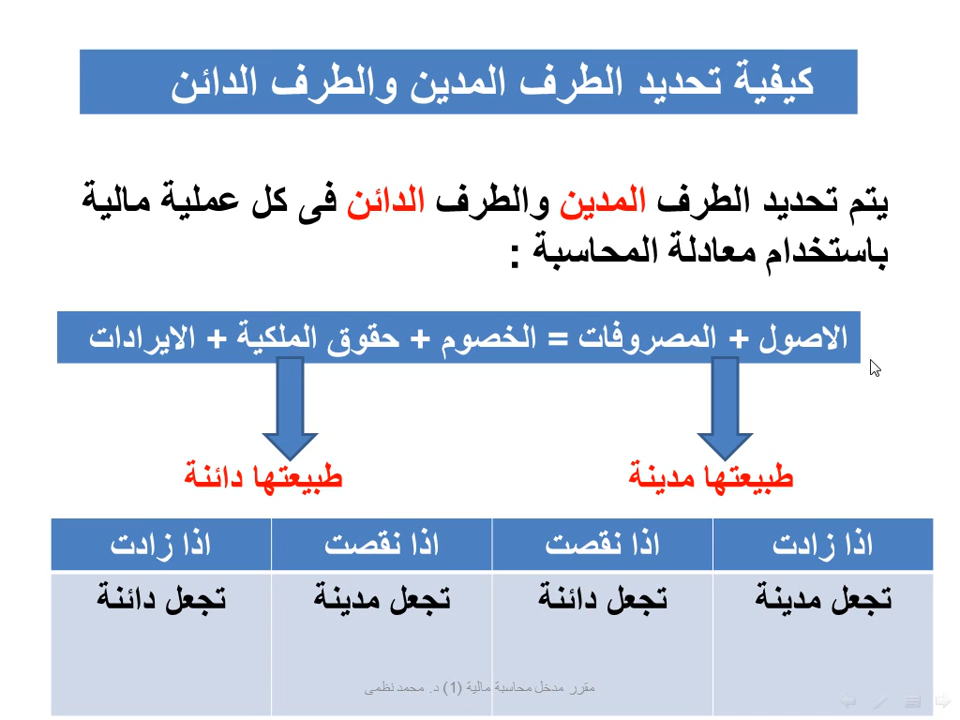 كيفية تحديد الطرف المدين والطرف الدائن
يتم تحديد الطرف المدين والطرف الدائن فى كل عملية مالية
باستخدام معادلة المحاسبة :
الاصول + المصروفات = الخصوم + حقوق الملكية + الايرادات
طبيعتها مدينة
طبيعتها دائنة
اذا زادت
اذا نقصت
اذا نقصت
اذا زادت
تجعل مدينة
تجعل دائنة
تجعل مدينة
تجعل دائنة
مقرر مدخل محاسبة مالية (1) د. محمد نظمى